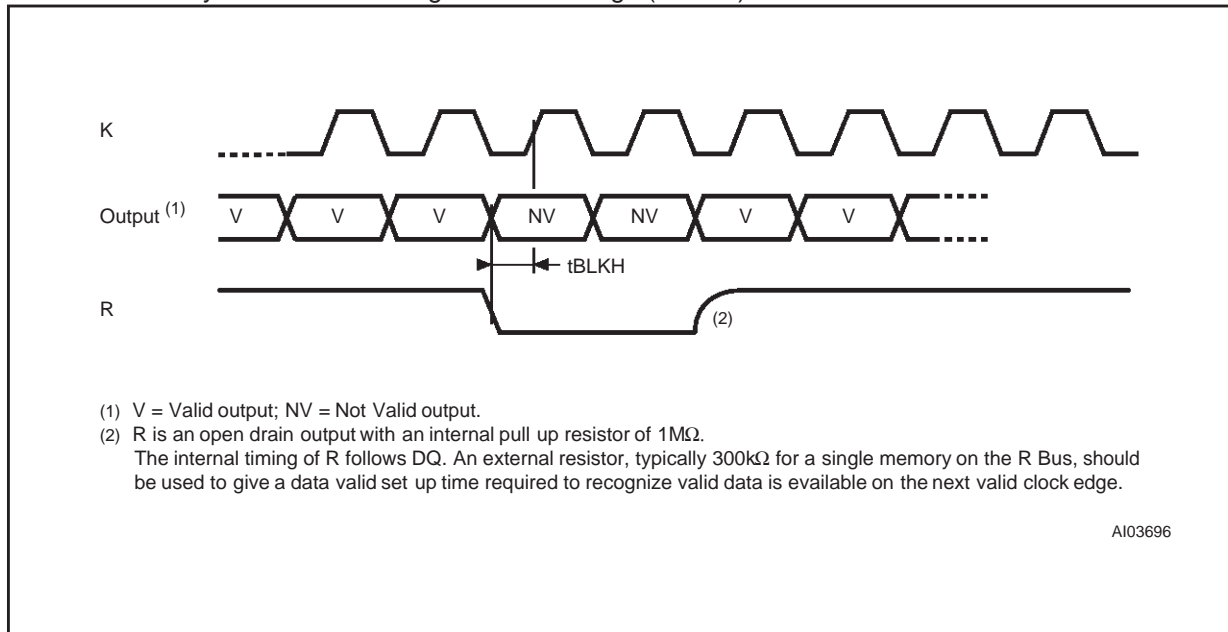 K
Output (1)
V V V NV NV V V
tBLKH
R
(2)
(1) V = Valid output; NV = Not Valid output.
(2) R is an open drain output with an internal pull up resistor of 1MΩ.
The internal timing of R follows DQ. An external resistor, typically 300kΩ for a single memory on the R Bus, should
be used to give a data valid set up time required to recognize valid data is evailable on the next valid clock edge.
AI03696